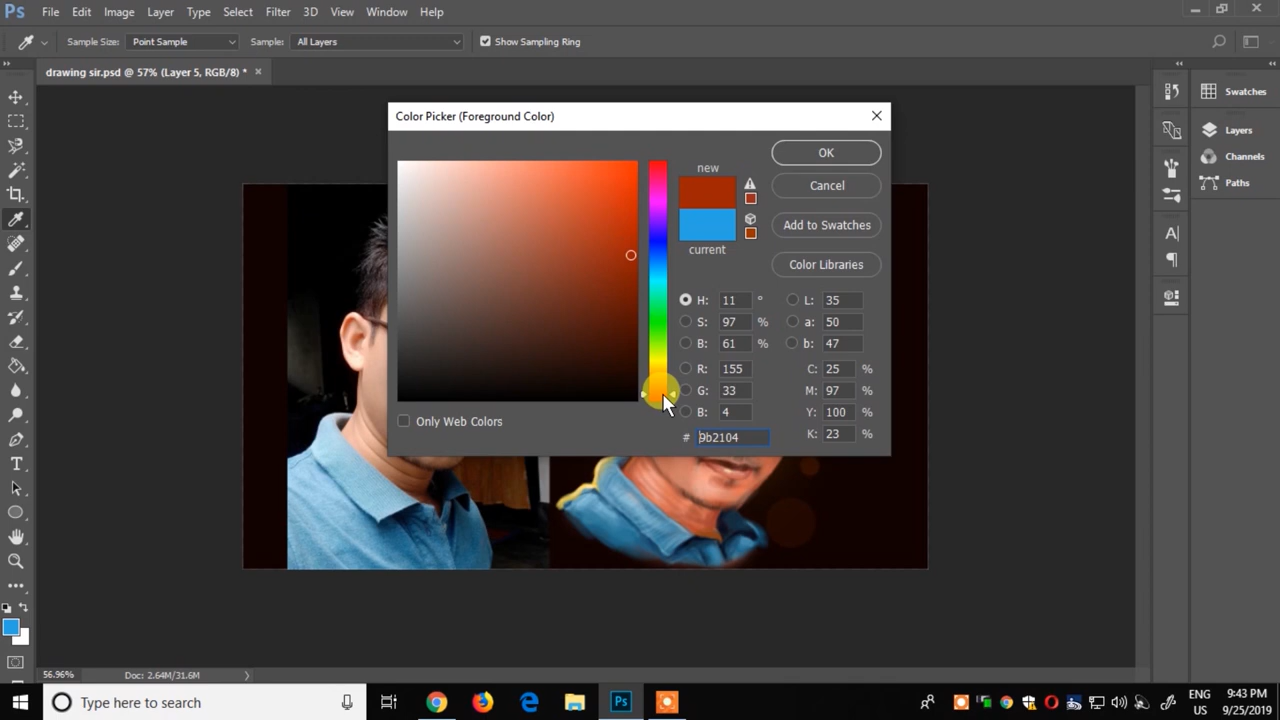 Ps File Edit Image Layer Type Select Filter 3D View Window Help
Sample Size: Point Sample Sample: All Layers Show Sampling Ring
drawing sir.psd @ 57% (Layer 5, RGB/8) * ×
Swatches
Layers
Channels
Paths
Color Picker (Foreground Color)
new
current
OK
Cancel
Add to Swatches
Color Libraries
H: 11 ° L: 35
S: 97 % a: 50
B: 61 % b: 47
R: 155 C: 25 %
G: 33 M: 97 %
B: 4 Y: 100 %
# 9b2104 K: 23 %
Only Web Colors
56.96% Doc: 2.64M/31.6M
Type here to search
Ps
ENG 9:43 PM
US 9/25/2019